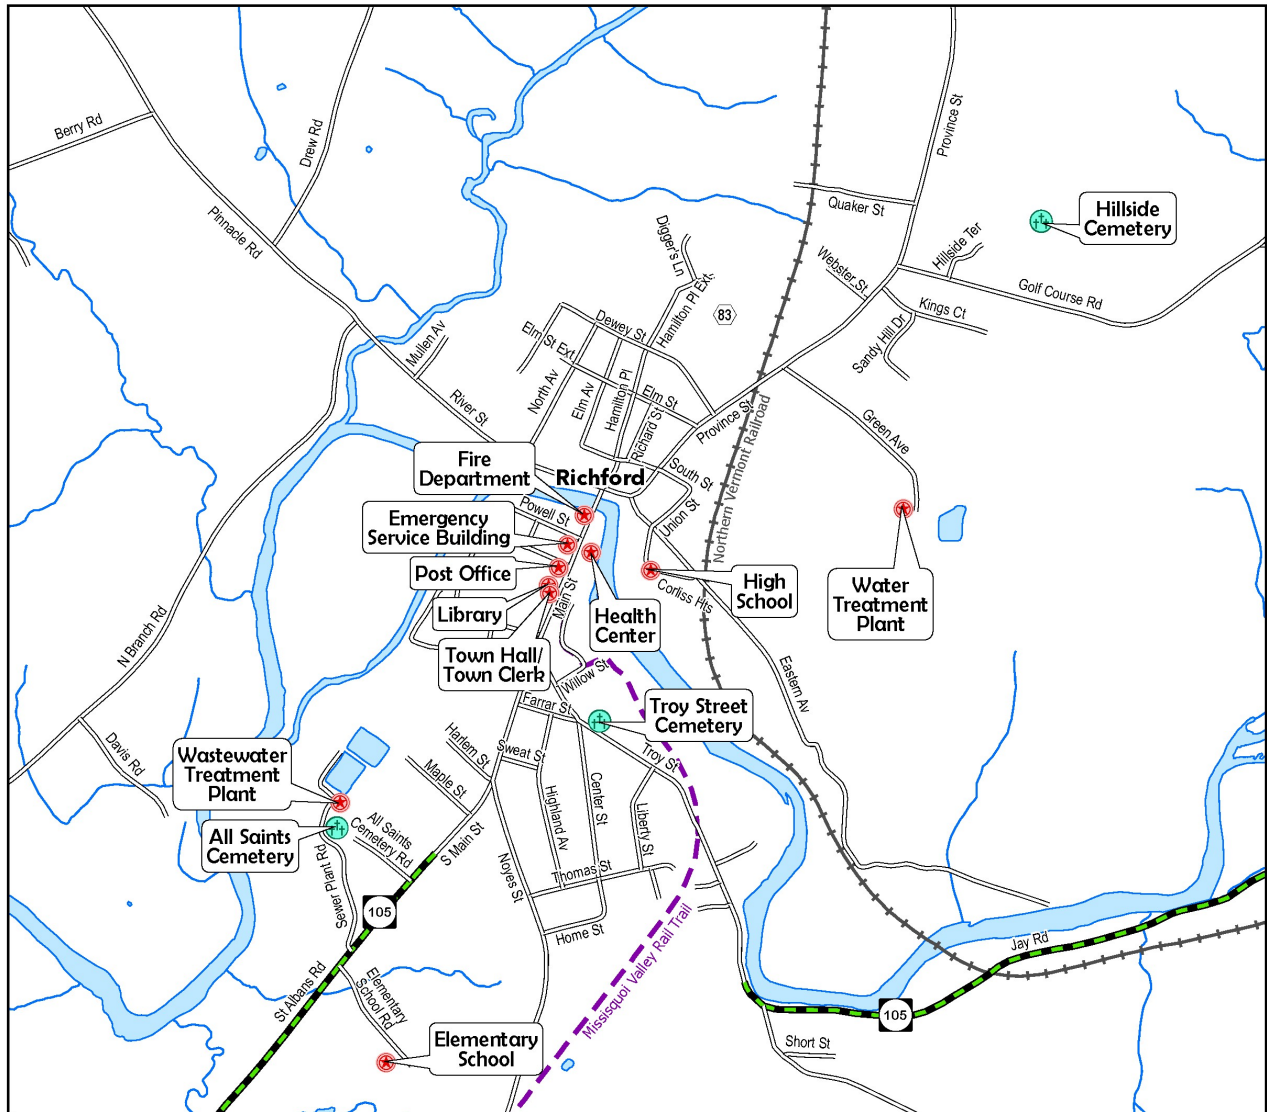 Berry Rd
Drew Rd
Pinnacle Rd
Province St
Quaker St
Hillside
Cemetery
Hillside Ter
Webster St
Golf Course Rd
Kings Ct
Sandy Hill Dr
Digger's Ln
Hamilton Pl Ext
83
Dewey St
Elm St Ext
Mullen Av
River St
North Av
Elm Av
Hamilton Pl
Elm St
Richard St
Province St
Northern Vermont Railroad
Green Ave
Fire
Department
Richford
South St
Union St
Powell St
Emergency
Service Building
Post Office
Library
Main St
Town Hall/
Town Clerk
Health
Center
High
School
Corliss Hts
Water
Treatment
Plant
N Branch Rd
Willow St
Eastern Av
Farrar St
Troy Street
Cemetery
Troy St
Davis Rd
Wastewater
Treatment
Plant
Harlem St
Sweat St
Maple St
Highland Av
Center St
Liberty St
All Saints
Cemetery
All Saints
Cemetery Rd
S Main St
Sewer Plant Rd
Noyes St
Thomas St
105
Home St
Missisquoi Valley Rail Trail
Jay Rd
St Albans Rd
Elementary
School Rd
105
Elementary
School
Short St